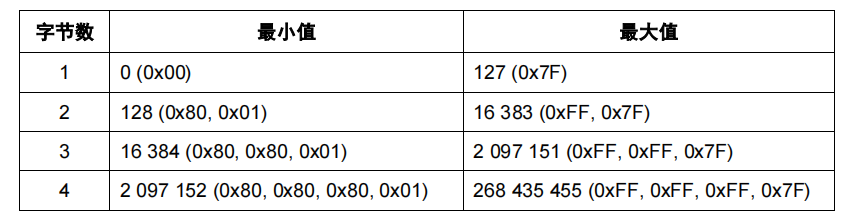 字节数 最小值 最大值
1 0 (0x00) 127 (0x7F)
2 128 (0x80, 0x01) 16 383 (0xFF, 0x7F)
3 16 384 (0x80, 0x80, 0x01) 2 097 151 (0xFF, 0xFF, 0x7F)
4 2 097 152 (0x80, 0x80, 0x80, 0x01) 268 435 455 (0xFF, 0xFF, 0xFF, 0x7F)